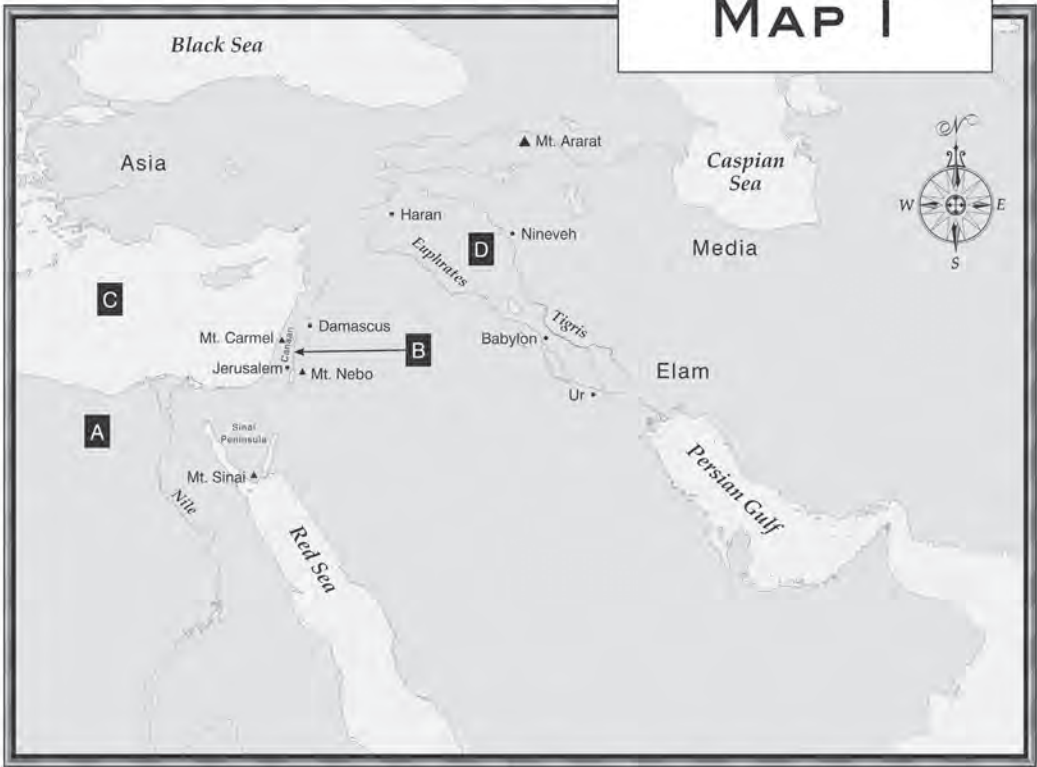 MAP 1
Black Sea
Mt. Ararat
Asia
Caspian
Sea
N
W
E
S
Haran
Nineveh
D
Media
Euphrates
C
Damascus
Tigris
Mt. Carmel
Canaan
Babylon
B
Jerusalem
Mt. Nebo
Elam
Ur
A
Sinai
Peninsula
Persian Gulf
Mt. Sinai
Nile
Red Sea